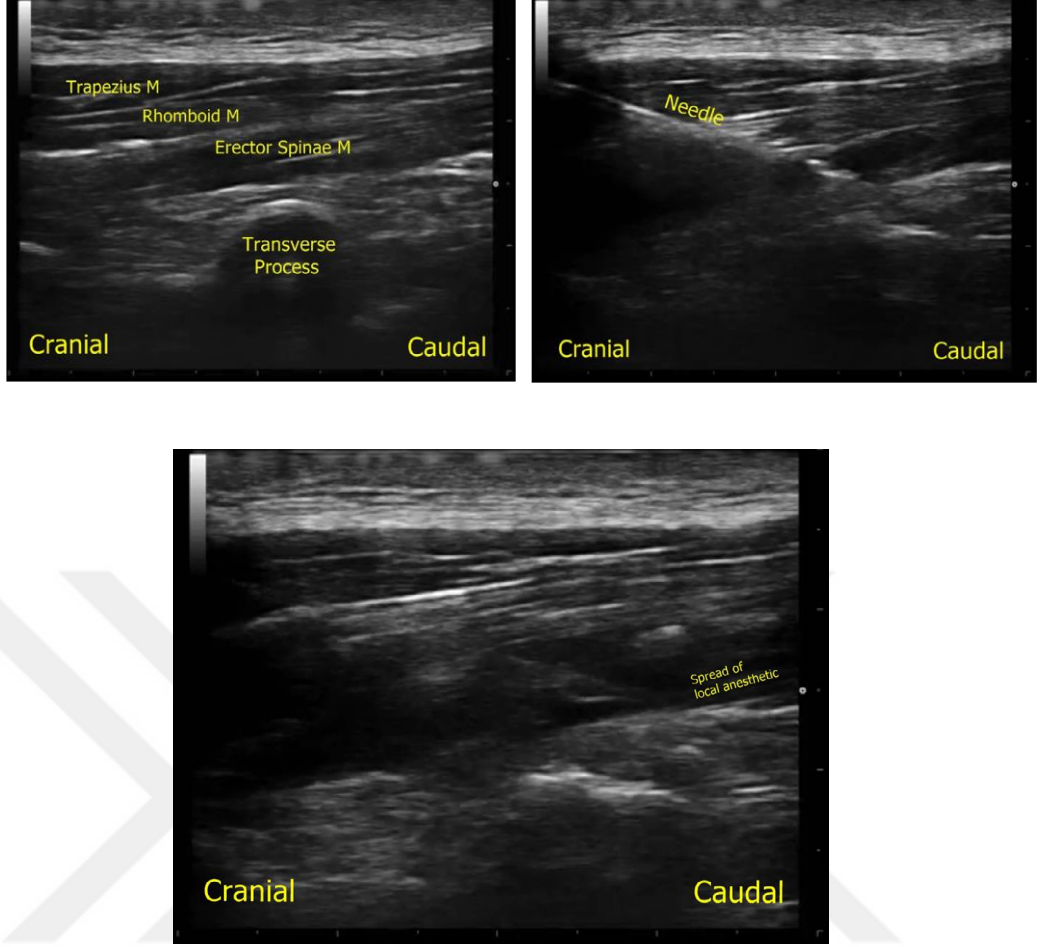 Trapezius M
Rhomboid M
Erector Spinae M
Transverse
Process
Cranial
Caudal
Needle
Cranial
Caudal
Spread of
local anesthetic
Cranial
Caudal